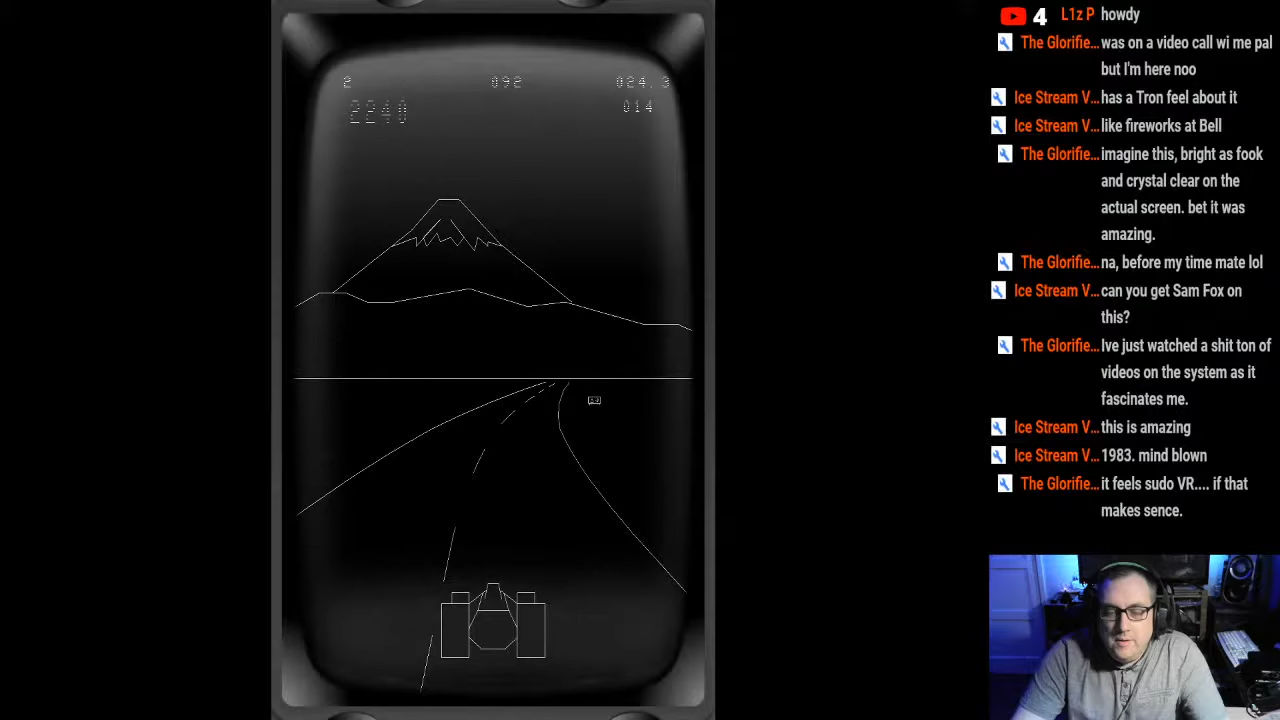 2 092 024.3
2240 014
4 L1z P howdy
The Glorifie... was on a video call wi me pal
but I'm here noo
Ice Stream V... has a Tron feel about it
Ice Stream V... like fireworks at Bell
The Glorifie... imagine this, bright as fook
and crystal clear on the
actual screen. bet it was
amazing.
The Glorifie... na, before my time mate lol
Ice Stream V... can you get Sam Fox on
this?
The Glorifie... Ive just watched a shit ton of
videos on the system as it
fascinates me.
Ice Stream V... this is amazing
Ice Stream V... 1983. mind blown
The Glorifie... it feels sudo VR.... if that
makes sence.